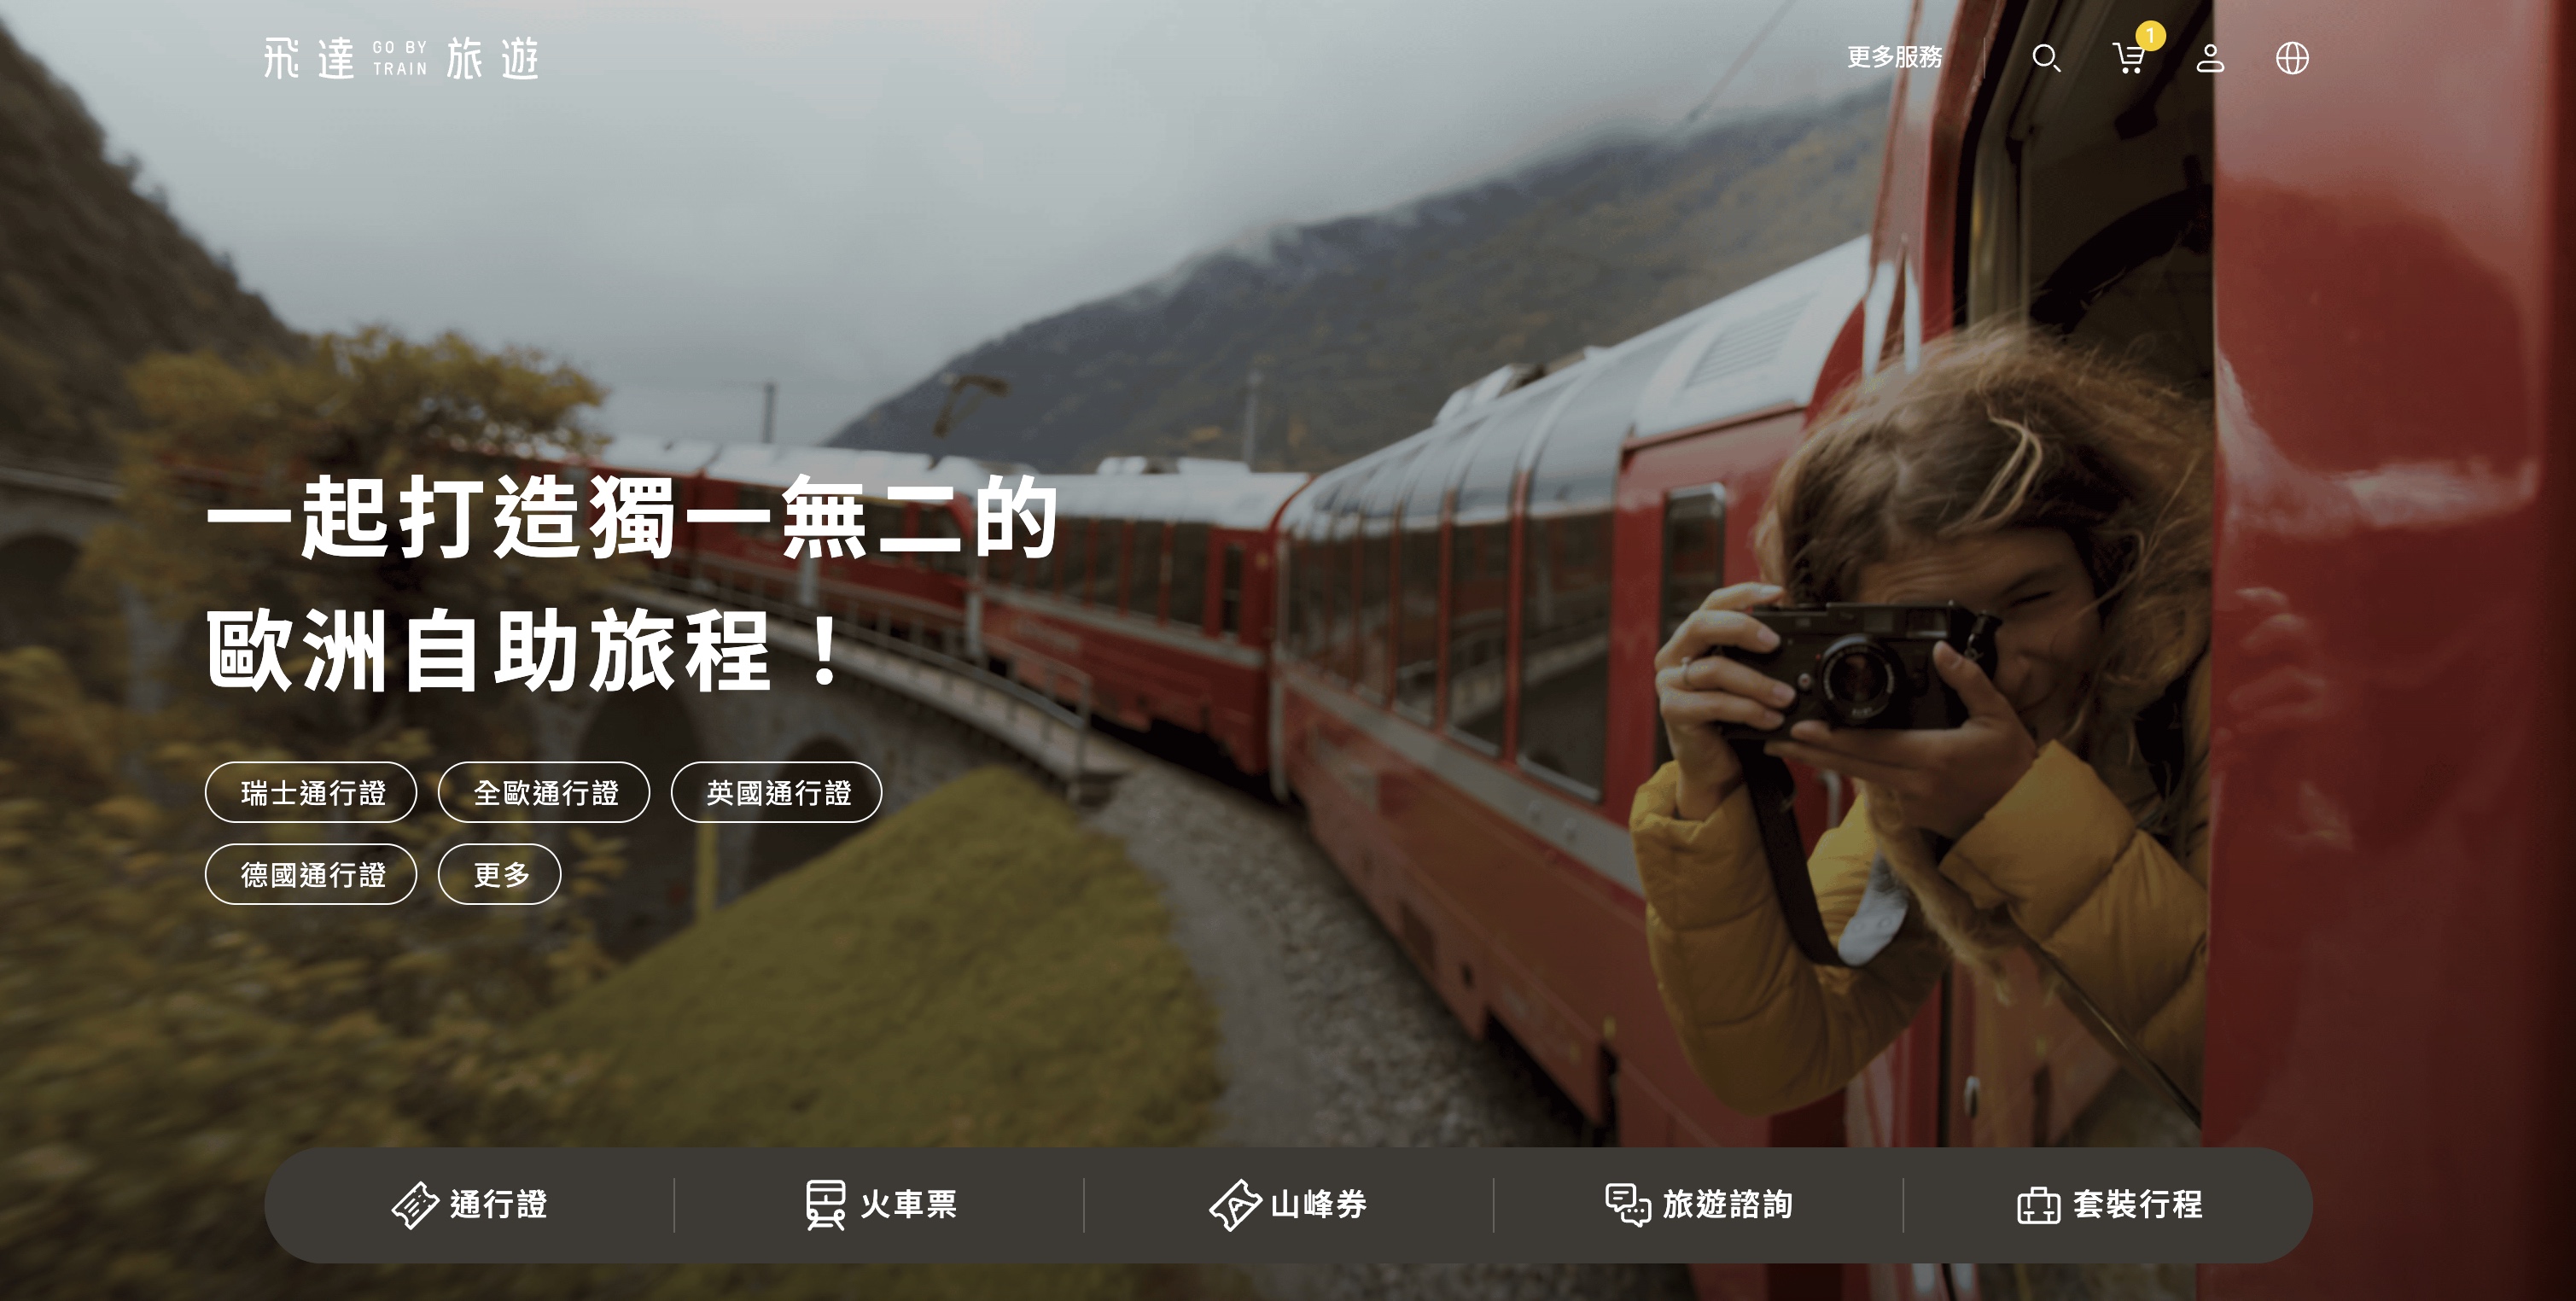 飛達 GO BY TRAIN 旅遊
更多服務
1
一起打造獨一無二的
歐洲自助旅程！
瑞士通行證
全歐通行證
英國通行證
德國通行證
更多
通行證
火車票
山峰券
旅遊諮詢
套裝行程